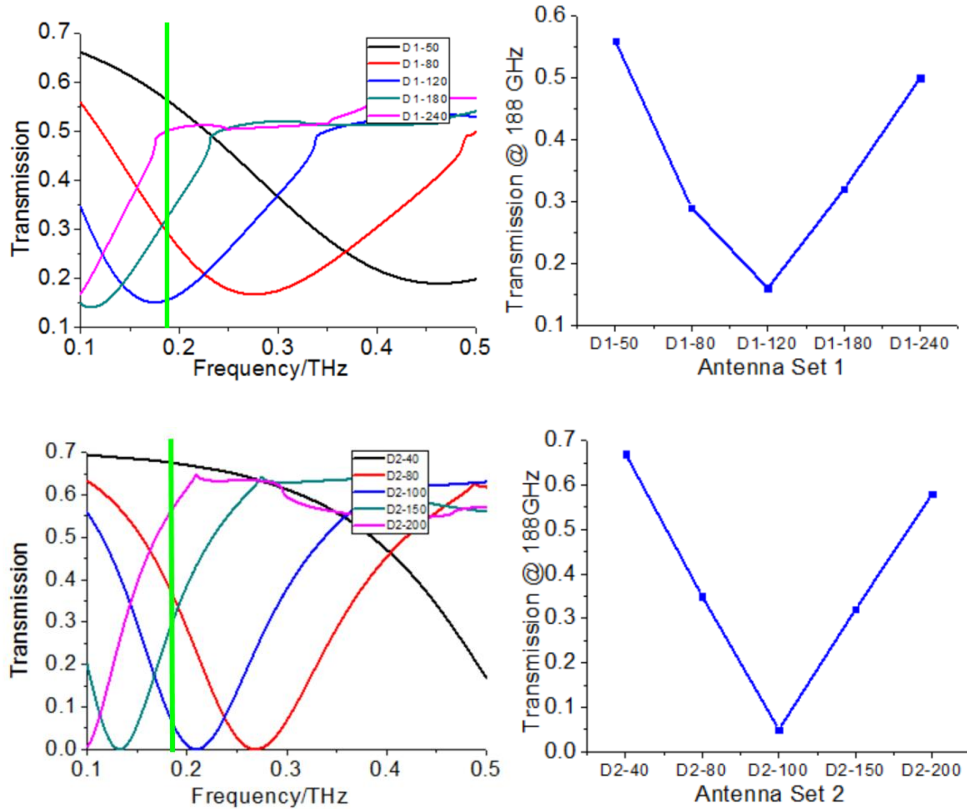 0.7
0.6
0.5
0.4
0.3
0.2
0.1
Transmission
0.1 0.2 0.3 0.4 0.5
Frequency/THz
D1-50
D1-80
D1-120
D1-180
D1-240
0.6
0.5
0.4
0.3
0.2
0.1
Transmission @ 188 GHz
D1-50 D1-80 D1-120 D1-180 D1-240
Antenna Set 1
0.7
0.6
0.5
0.4
0.3
0.2
0.1
0.0
Transmission
0.1 0.2 0.3 0.4 0.5
Frequency/THz
D2-40
D2-80
D2-100
D2-150
D2-200
0.7
0.6
0.5
0.4
0.3
0.2
0.1
0.0
Transmission @ 188GHz
D2-40 D2-80 D2-100 D2-150 D2-200
Antenna Set 2